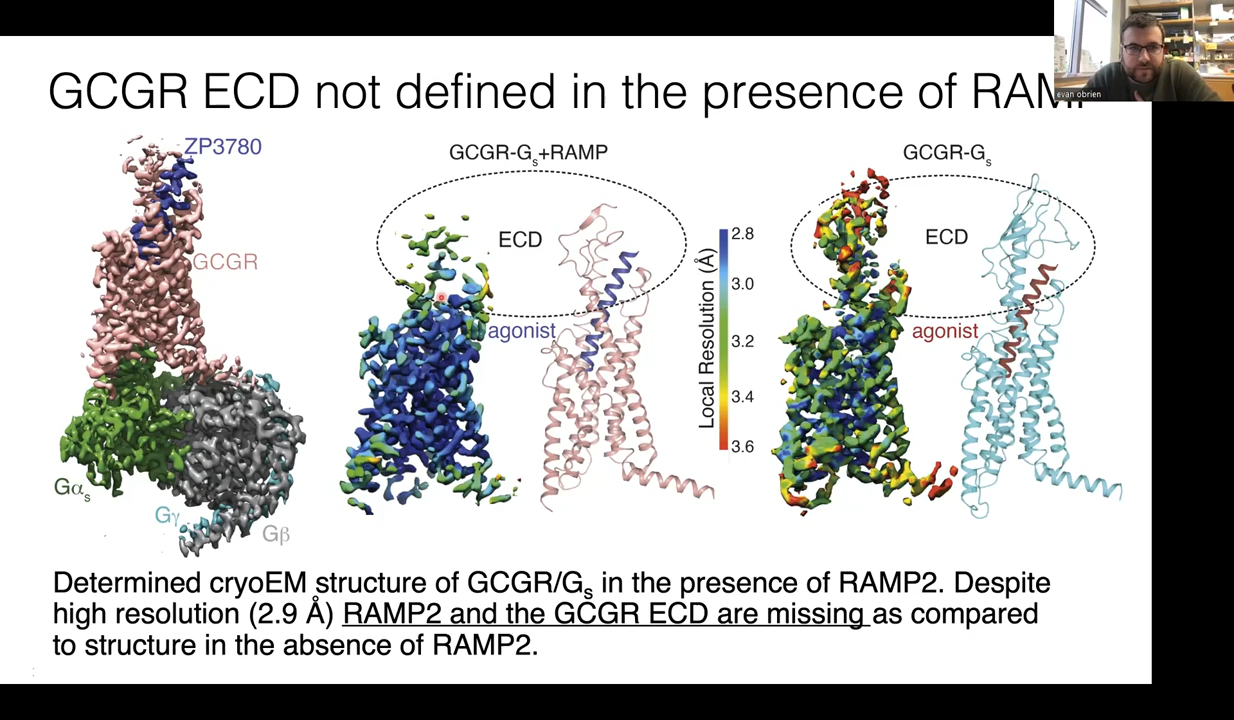 GCGR ECD not defined in the presence of RAM
evan obrien
ZP3780
GCGR
Gαs
Gγ
Gβ
GCGR-Gs+RAMP
ECD
agonist
Local Resolution (Å)
2.8
3.0
3.2
3.4
3.6
GCGR-Gs
ECD
agonist
Determined cryoEM structure of GCGR/Gs in the presence of RAMP2. Despite
high resolution (2.9 Å) RAMP2 and the GCGR ECD are missing as compared
to structure in the absence of RAMP2.